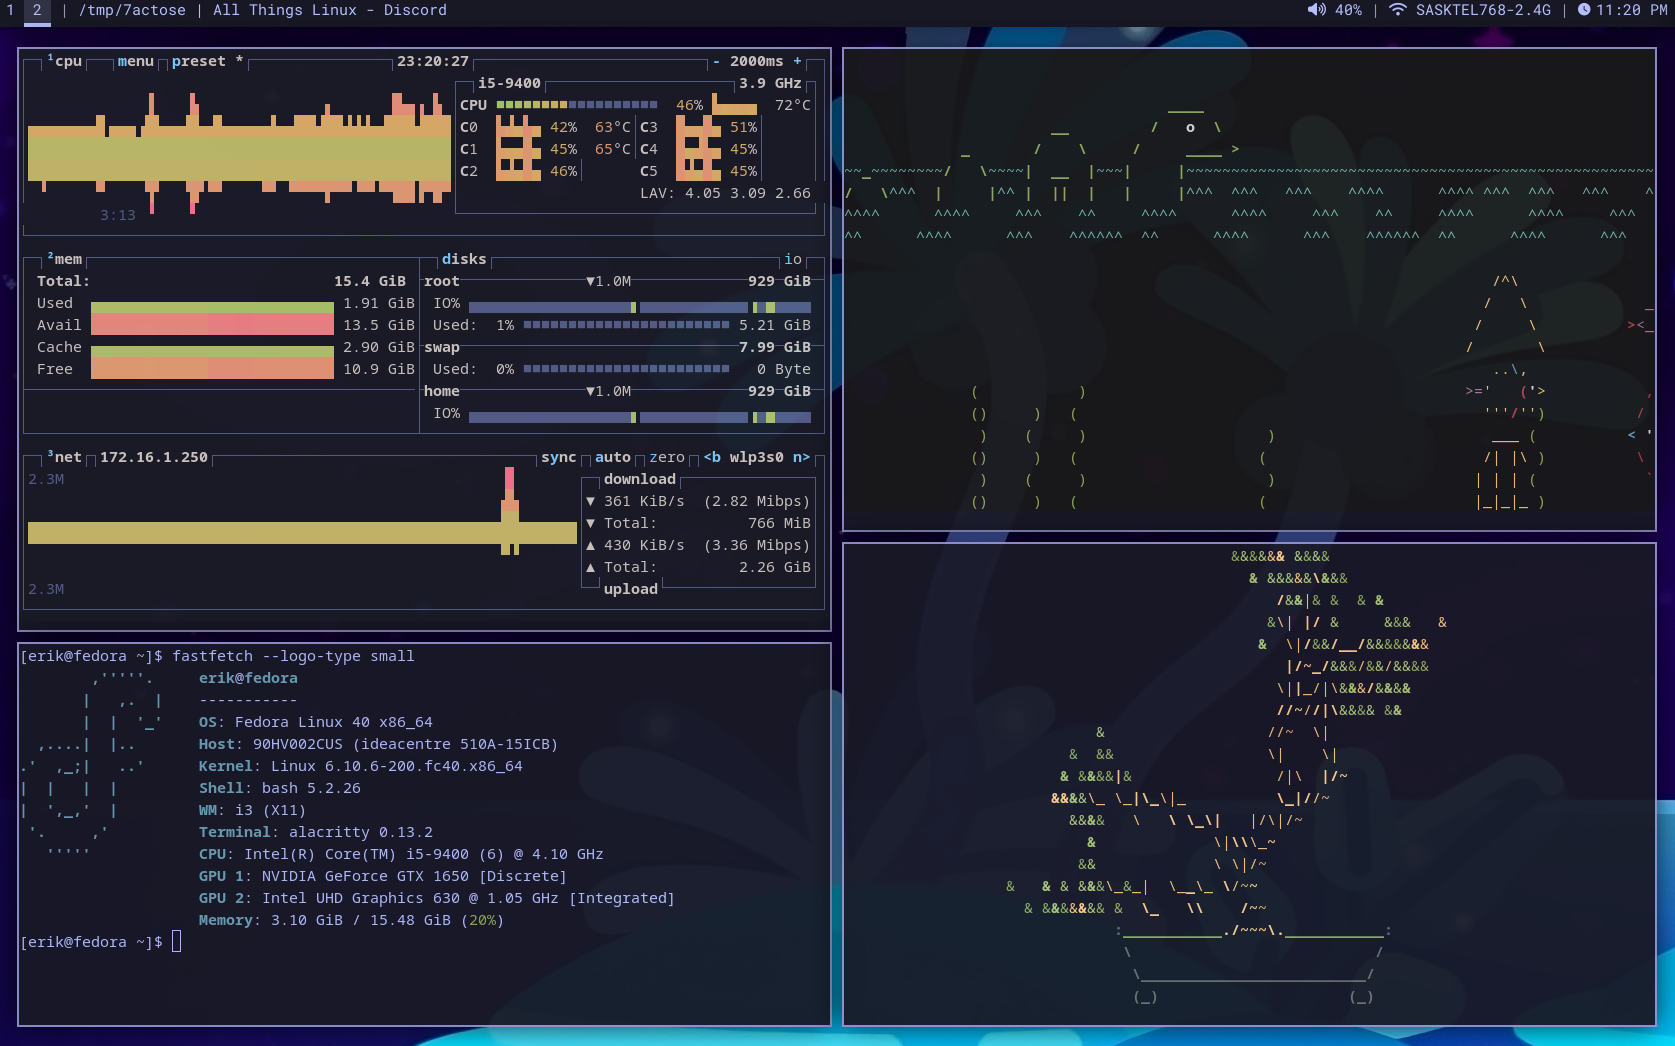 1 2 | /tmp/7actose | All Things Linux - Discord
40% | SASKTEL768-2.4G | 11:20 PM
¹cpu menu preset * 23:20:27 - 2000ms +
i5-9400 3.9 GHz
CPU 46% 72°C
C0 42% 63°C C3 51%
C1 45% 65°C C4 45%
C2 46% C5 45%
LAV: 4.05 3.09 2.66
3:13
²mem
Total: 15.4 GiB
Used 1.91 GiB
Avail 13.5 GiB
Cache 2.90 GiB
Free 10.9 GiB
disks io
root ▼1.0M 929 GiB
IO%
Used: 1% 5.21 GiB
swap 7.99 GiB
Used: 0% 0 Byte
home ▼1.0M 929 GiB
IO%
³net 172.16.1.250 sync auto zero <b wlp3s0 n>
2.3M
download
▼ 361 KiB/s (2.82 Mibps)
▼ Total: 766 MiB
▲ 430 KiB/s (3.36 Mibps)
▲ Total: 2.26 GiB
2.3M
upload
[erik@fedora ~]$ fastfetch --logo-type small
erik@fedora
-----------
OS: Fedora Linux 40 x86_64
Host: 90HV002CUS (ideacentre 510A-15ICB)
Kernel: Linux 6.10.6-200.fc40.x86_64
Shell: bash 5.2.26
WM: i3 (X11)
Terminal: alacritty 0.13.2
CPU: Intel(R) Core(TM) i5-9400 (6) @ 4.10 GHz
GPU 1: NVIDIA GeForce GTX 1650 [Discrete]
GPU 2: Intel UHD Graphics 630 @ 1.05 GHz [Integrated]
Memory: 3.10 GiB / 15.48 GiB (20%)
[erik@fedora ~]$